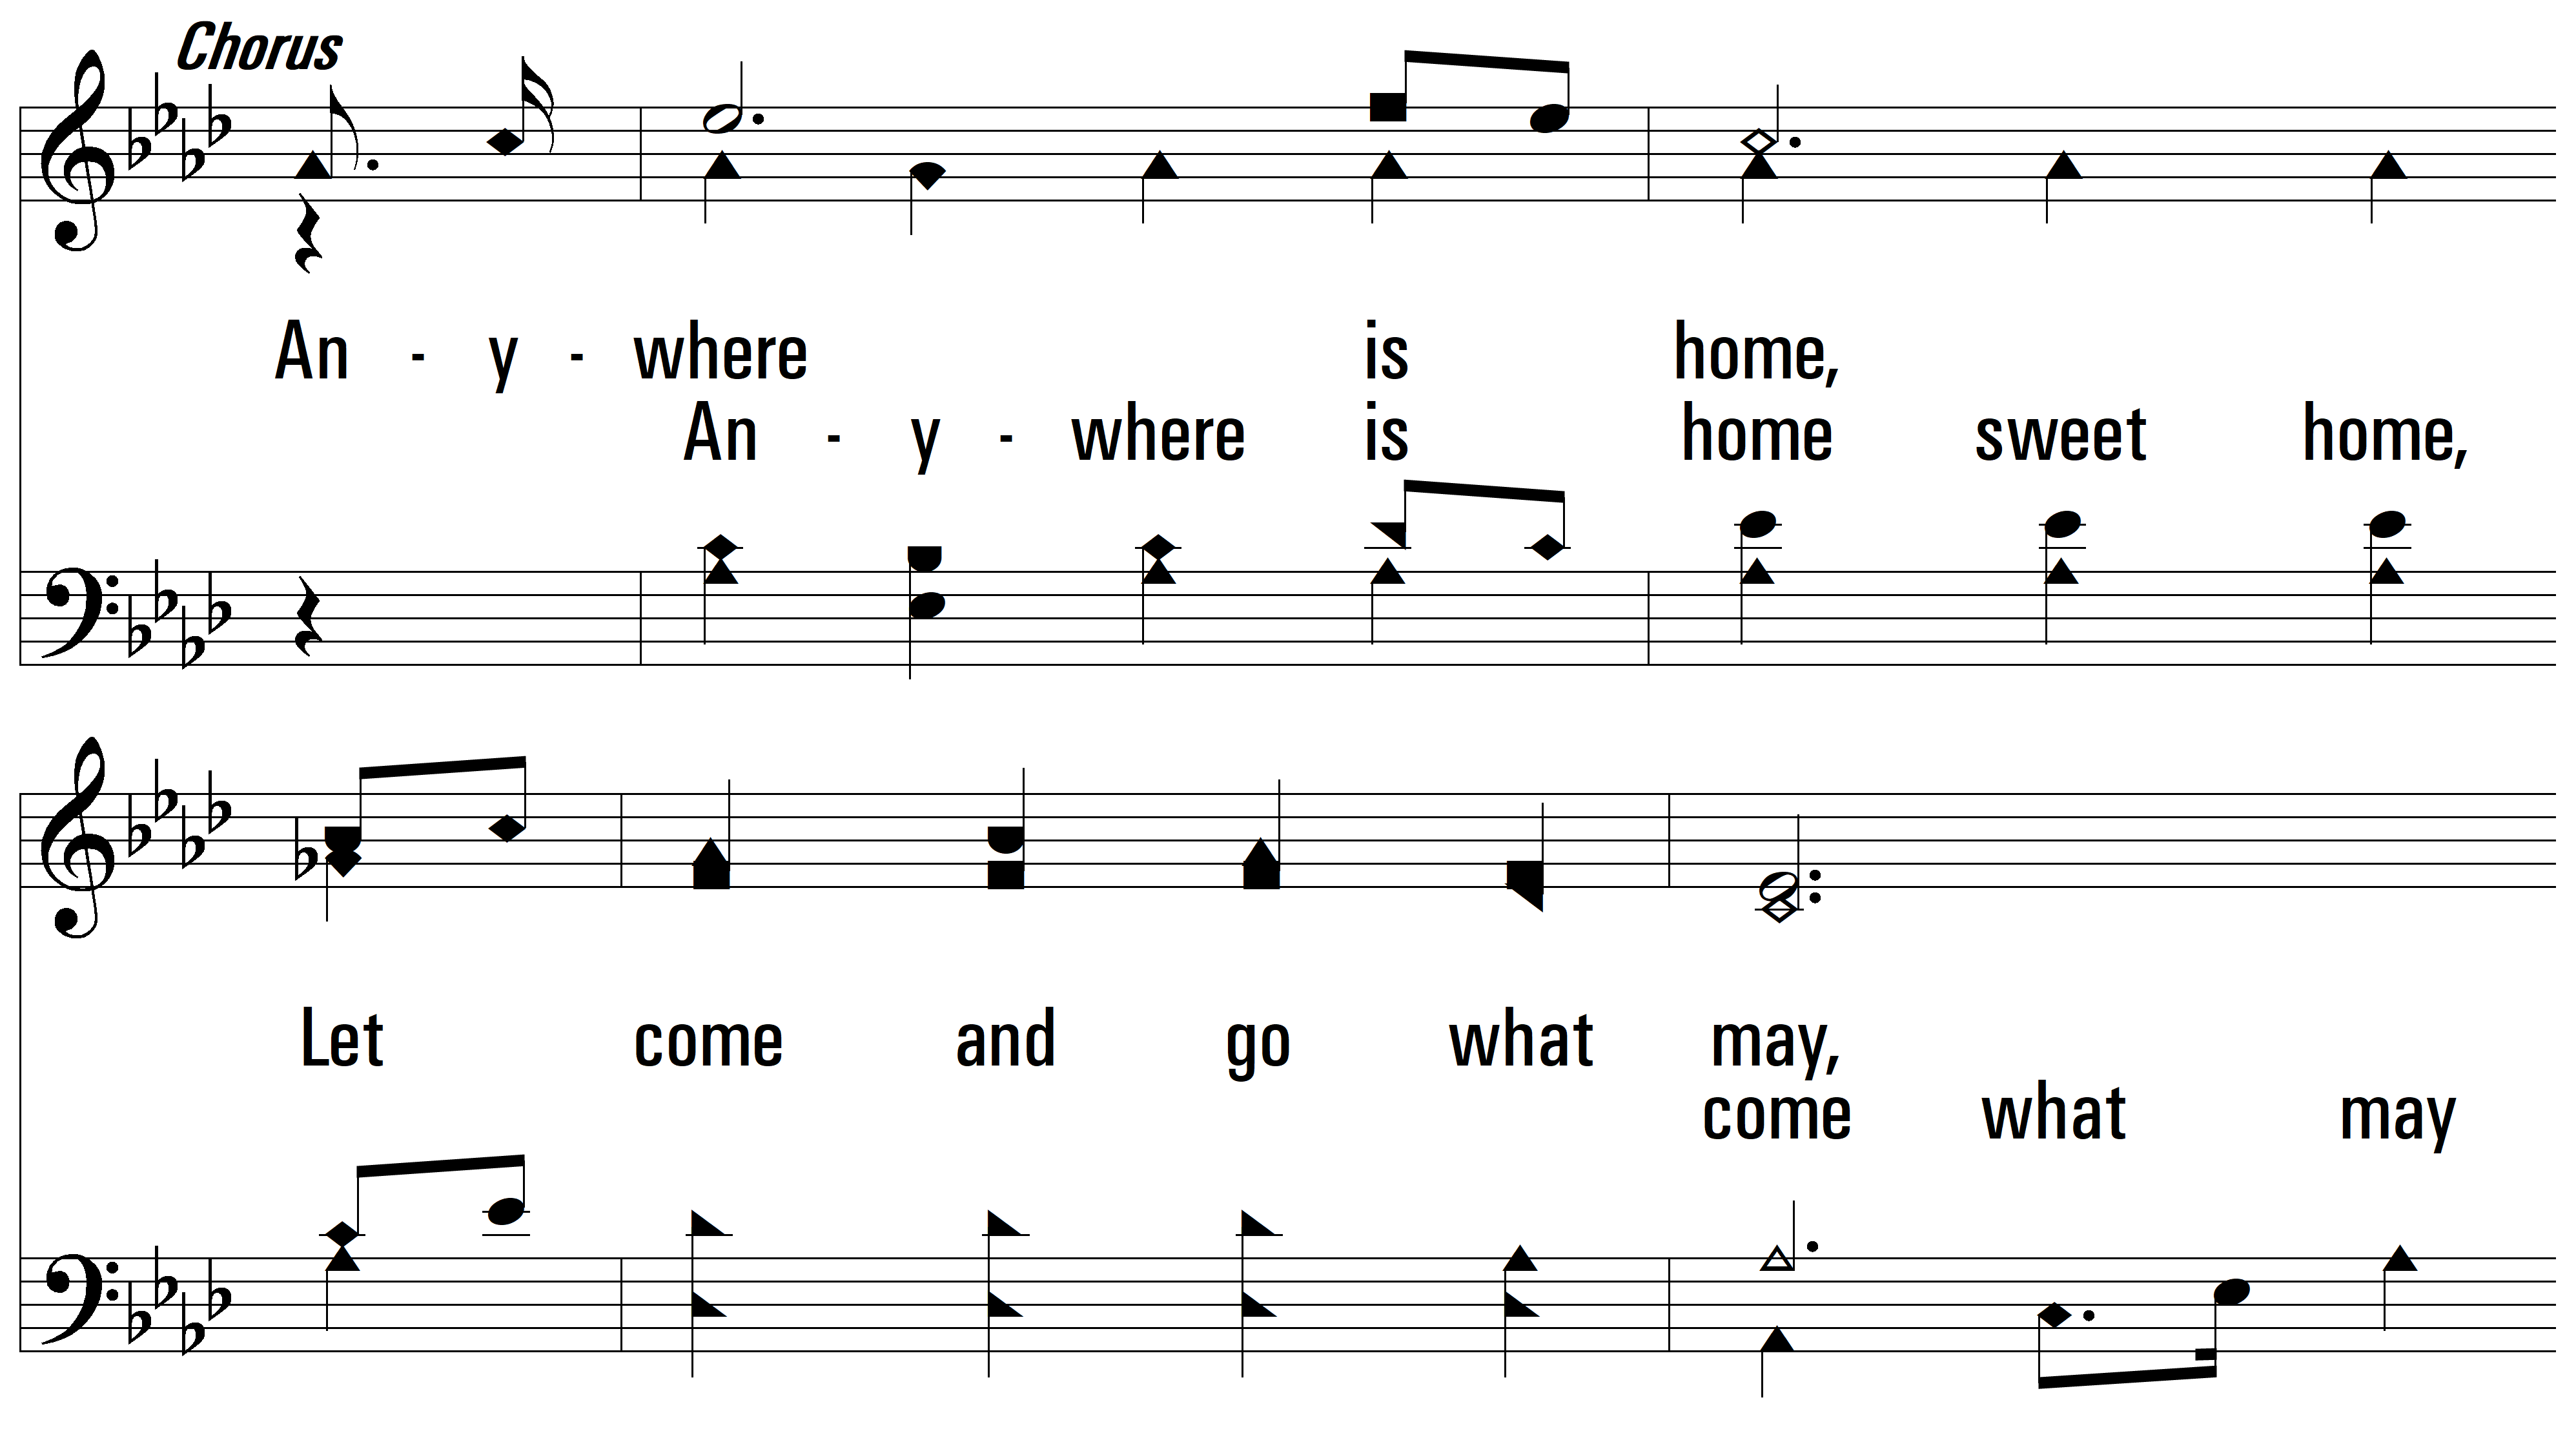 Chorus
An - y - where is home,
An - y - where is home sweet home,
Let come and go what may,
come what may